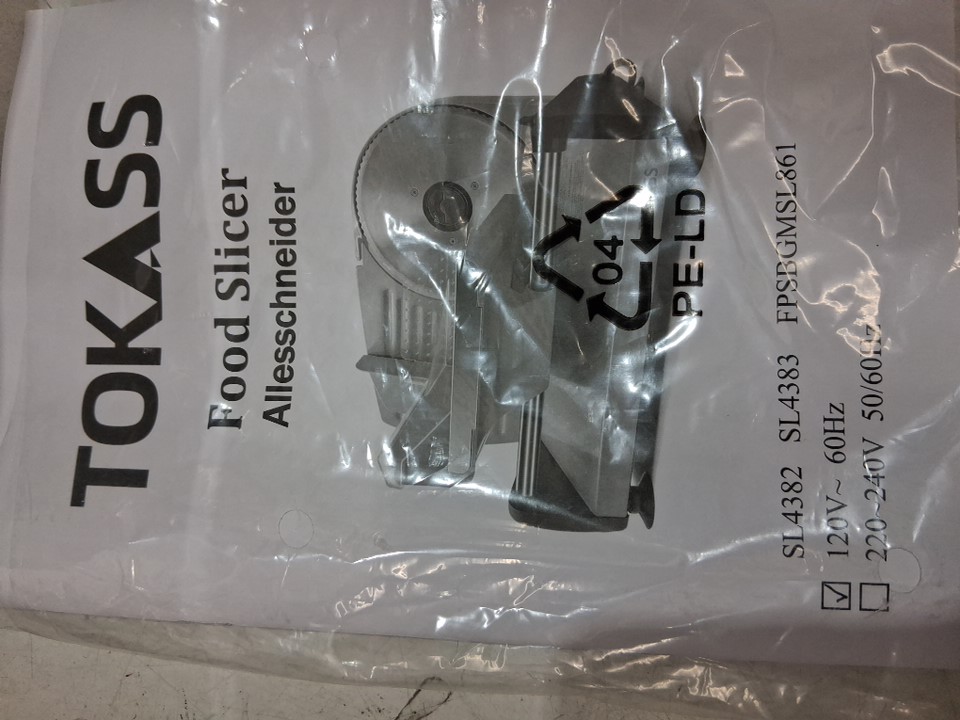 TOKASS
Food Slicer
Allesschneider
04
PE-LD
SL4382 SL4383 FPSBGMSL861
☑ 120V~ 60Hz
☐ 220~240V 50/60Hz